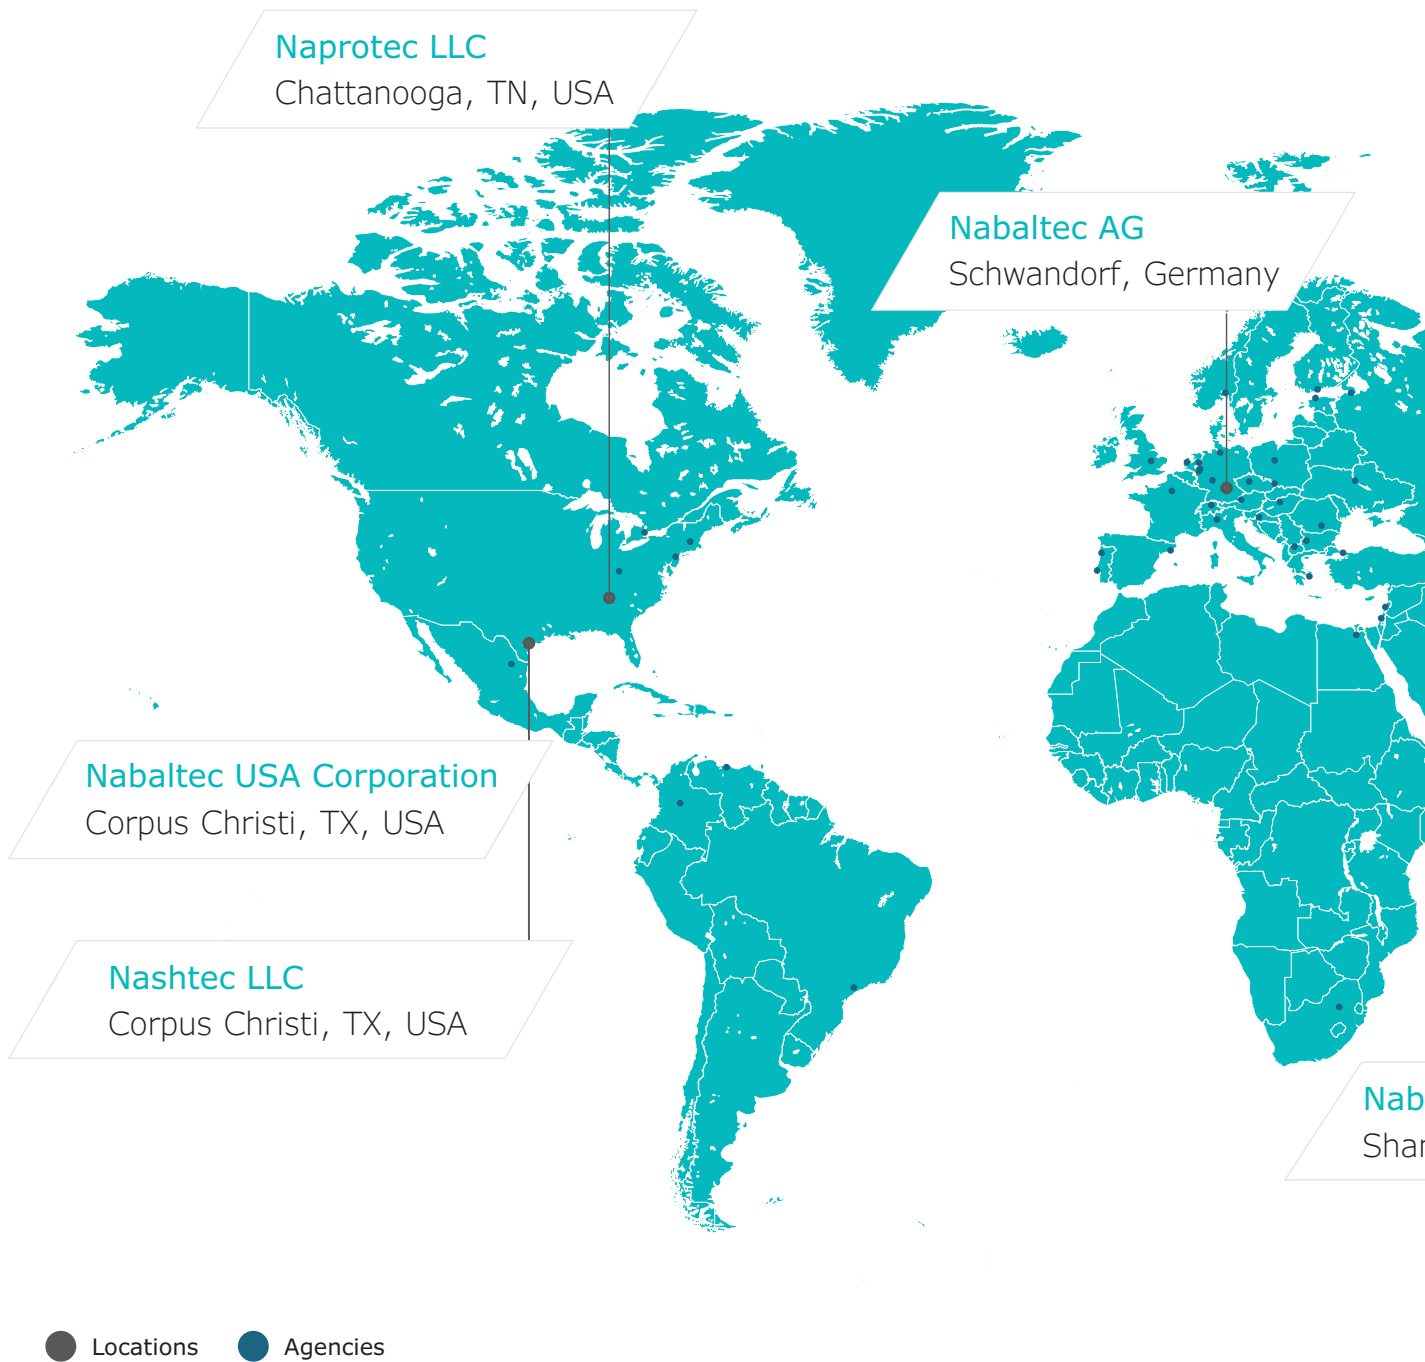 Naprotec LLC
Chattanooga, TN, USA
Nabaltec AG
Schwandorf, Germany
Nabaltec USA Corporation
Corpus Christi, TX, USA
Nashtec LLC
Corpus Christi, TX, USA
Nab
Shan
Locations
Agencies